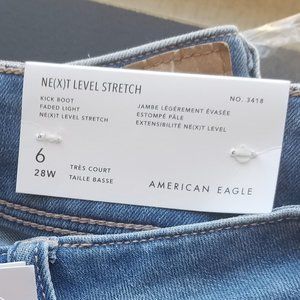 NE(X)T LEVEL STRETCH
KICK BOOT
FADED LIGHT
NE(X)T LEVEL STRETCH
JAMBE LÉGÈREMENT ÉVASÉE
ESTOMPÉ PÂLE
EXTENSIBILITÉ NE(X)T LEVEL
NO. 3418
6
28W
TRÈS COURT
TAILLE BASSE
AMERICAN EAGLE